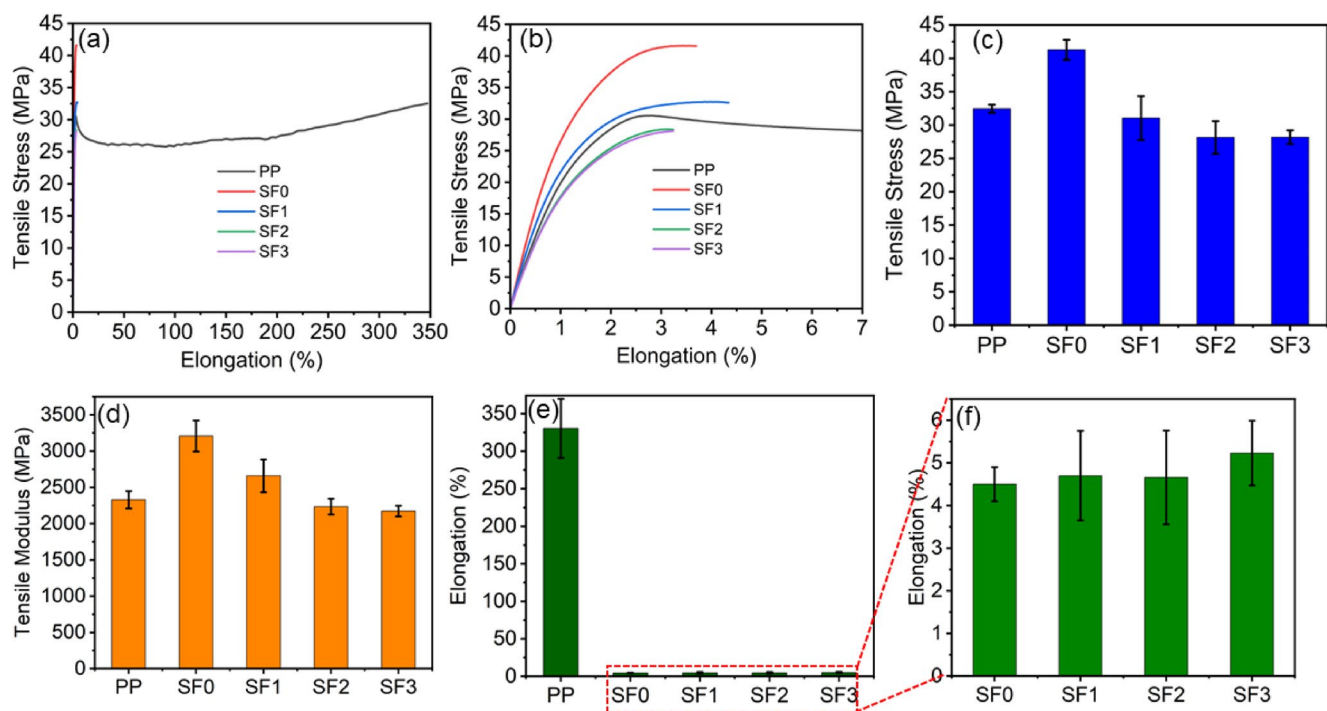 (a)
45
40
35
30
25
20
15
10
5
0
Tensile Stress (MPa)
PP
SF0
SF1
SF2
SF3
0 50 100 150 200 250 300 350
Elongation (%)
(b)
45
40
35
30
25
20
15
10
5
0
Tensile Stress (MPa)
PP
SF0
SF1
SF2
SF3
0 1 2 3 4 5 6 7
Elongation (%)
(c)
45
40
35
30
25
20
15
10
5
0
Tensile Stress (MPa)
PP SF0 SF1 SF2 SF3
(d)
3500
3000
2500
2000
1500
1000
500
0
Tensile Modulus (MPa)
PP SF0 SF1 SF2 SF3
(e)
350
300
250
200
150
100
50
0
Elongation (%)
PP SF0 SF1 SF2 SF3
(f)
6
5
4
3
2
1
0
Elongation (%)
SF0 SF1 SF2 SF3